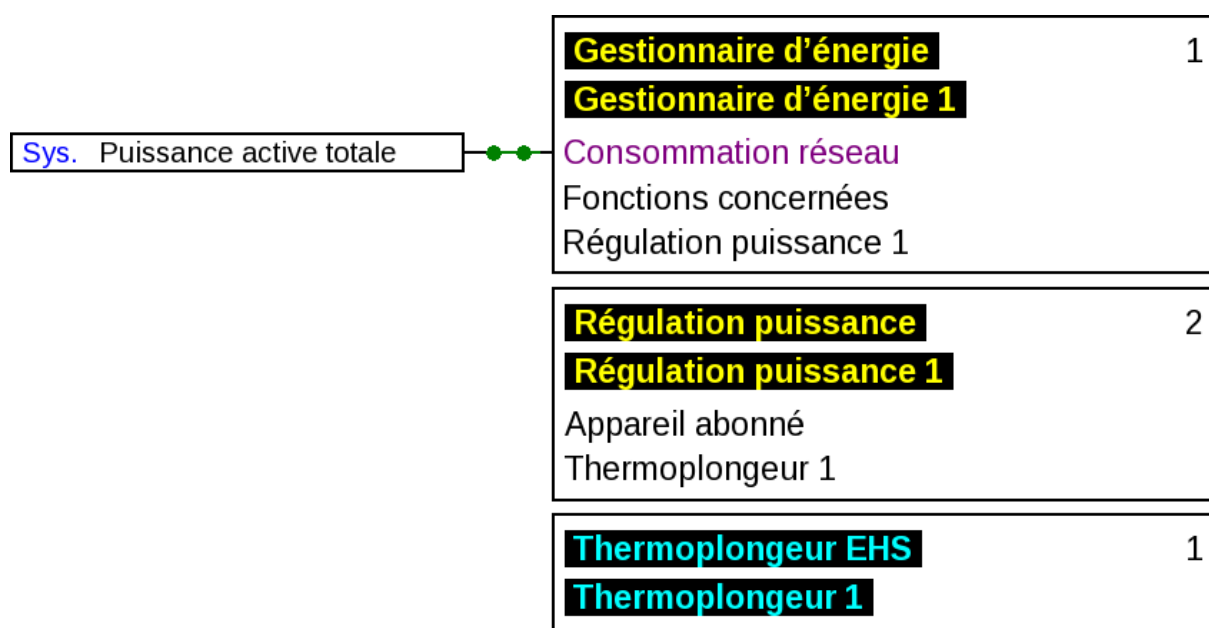 Gestionnaire d’énergie 1
Gestionnaire d’énergie 1
Sys. Puissance active totale
Consommation réseau
Fonctions concernées
Régulation puissance 1
Régulation puissance 2
Régulation puissance 1
Appareil abonné
Thermoplongeur 1
Thermoplongeur EHS 1
Thermoplongeur 1